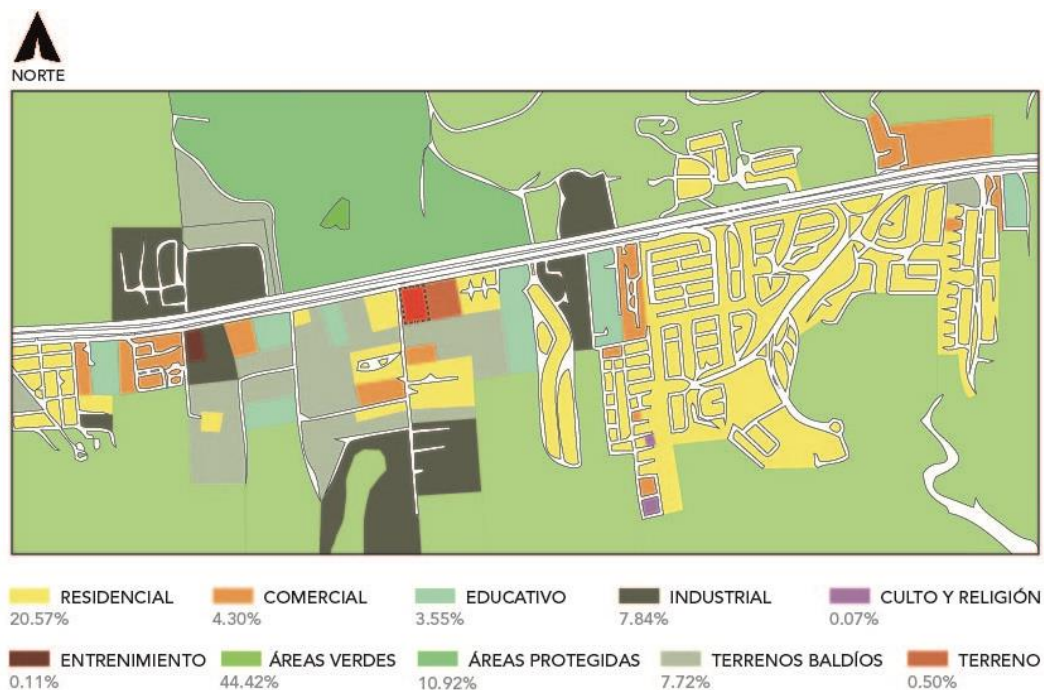 NORTE
RESIDENCIAL COMERCIAL EDUCATIVO INDUSTRIAL CULTO Y RELIGIÓN
20.57% 4.30% 3.55% 7.84% 0.07%
ENTRENIMIENTO ÁREAS VERDES ÁREAS PROTEGIDAS TERRENOS BALDÍOS TERRENO
0.11% 44.42% 10.92% 7.72% 0.50%